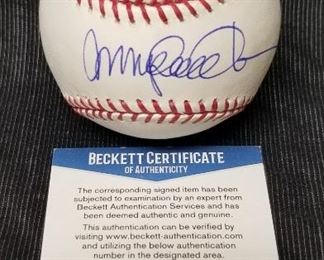 BECKETT CERTIFICATE
OF AUTHENTICITY
The corresponding signed item has been
subjected to examination by an expert from
Beckett Authentication Services and has
been deemed authentic and genuine.
This authentication can be verified by
visiting www.beckett-authentication.com
and utilizing the below authentication
number in the designated area.